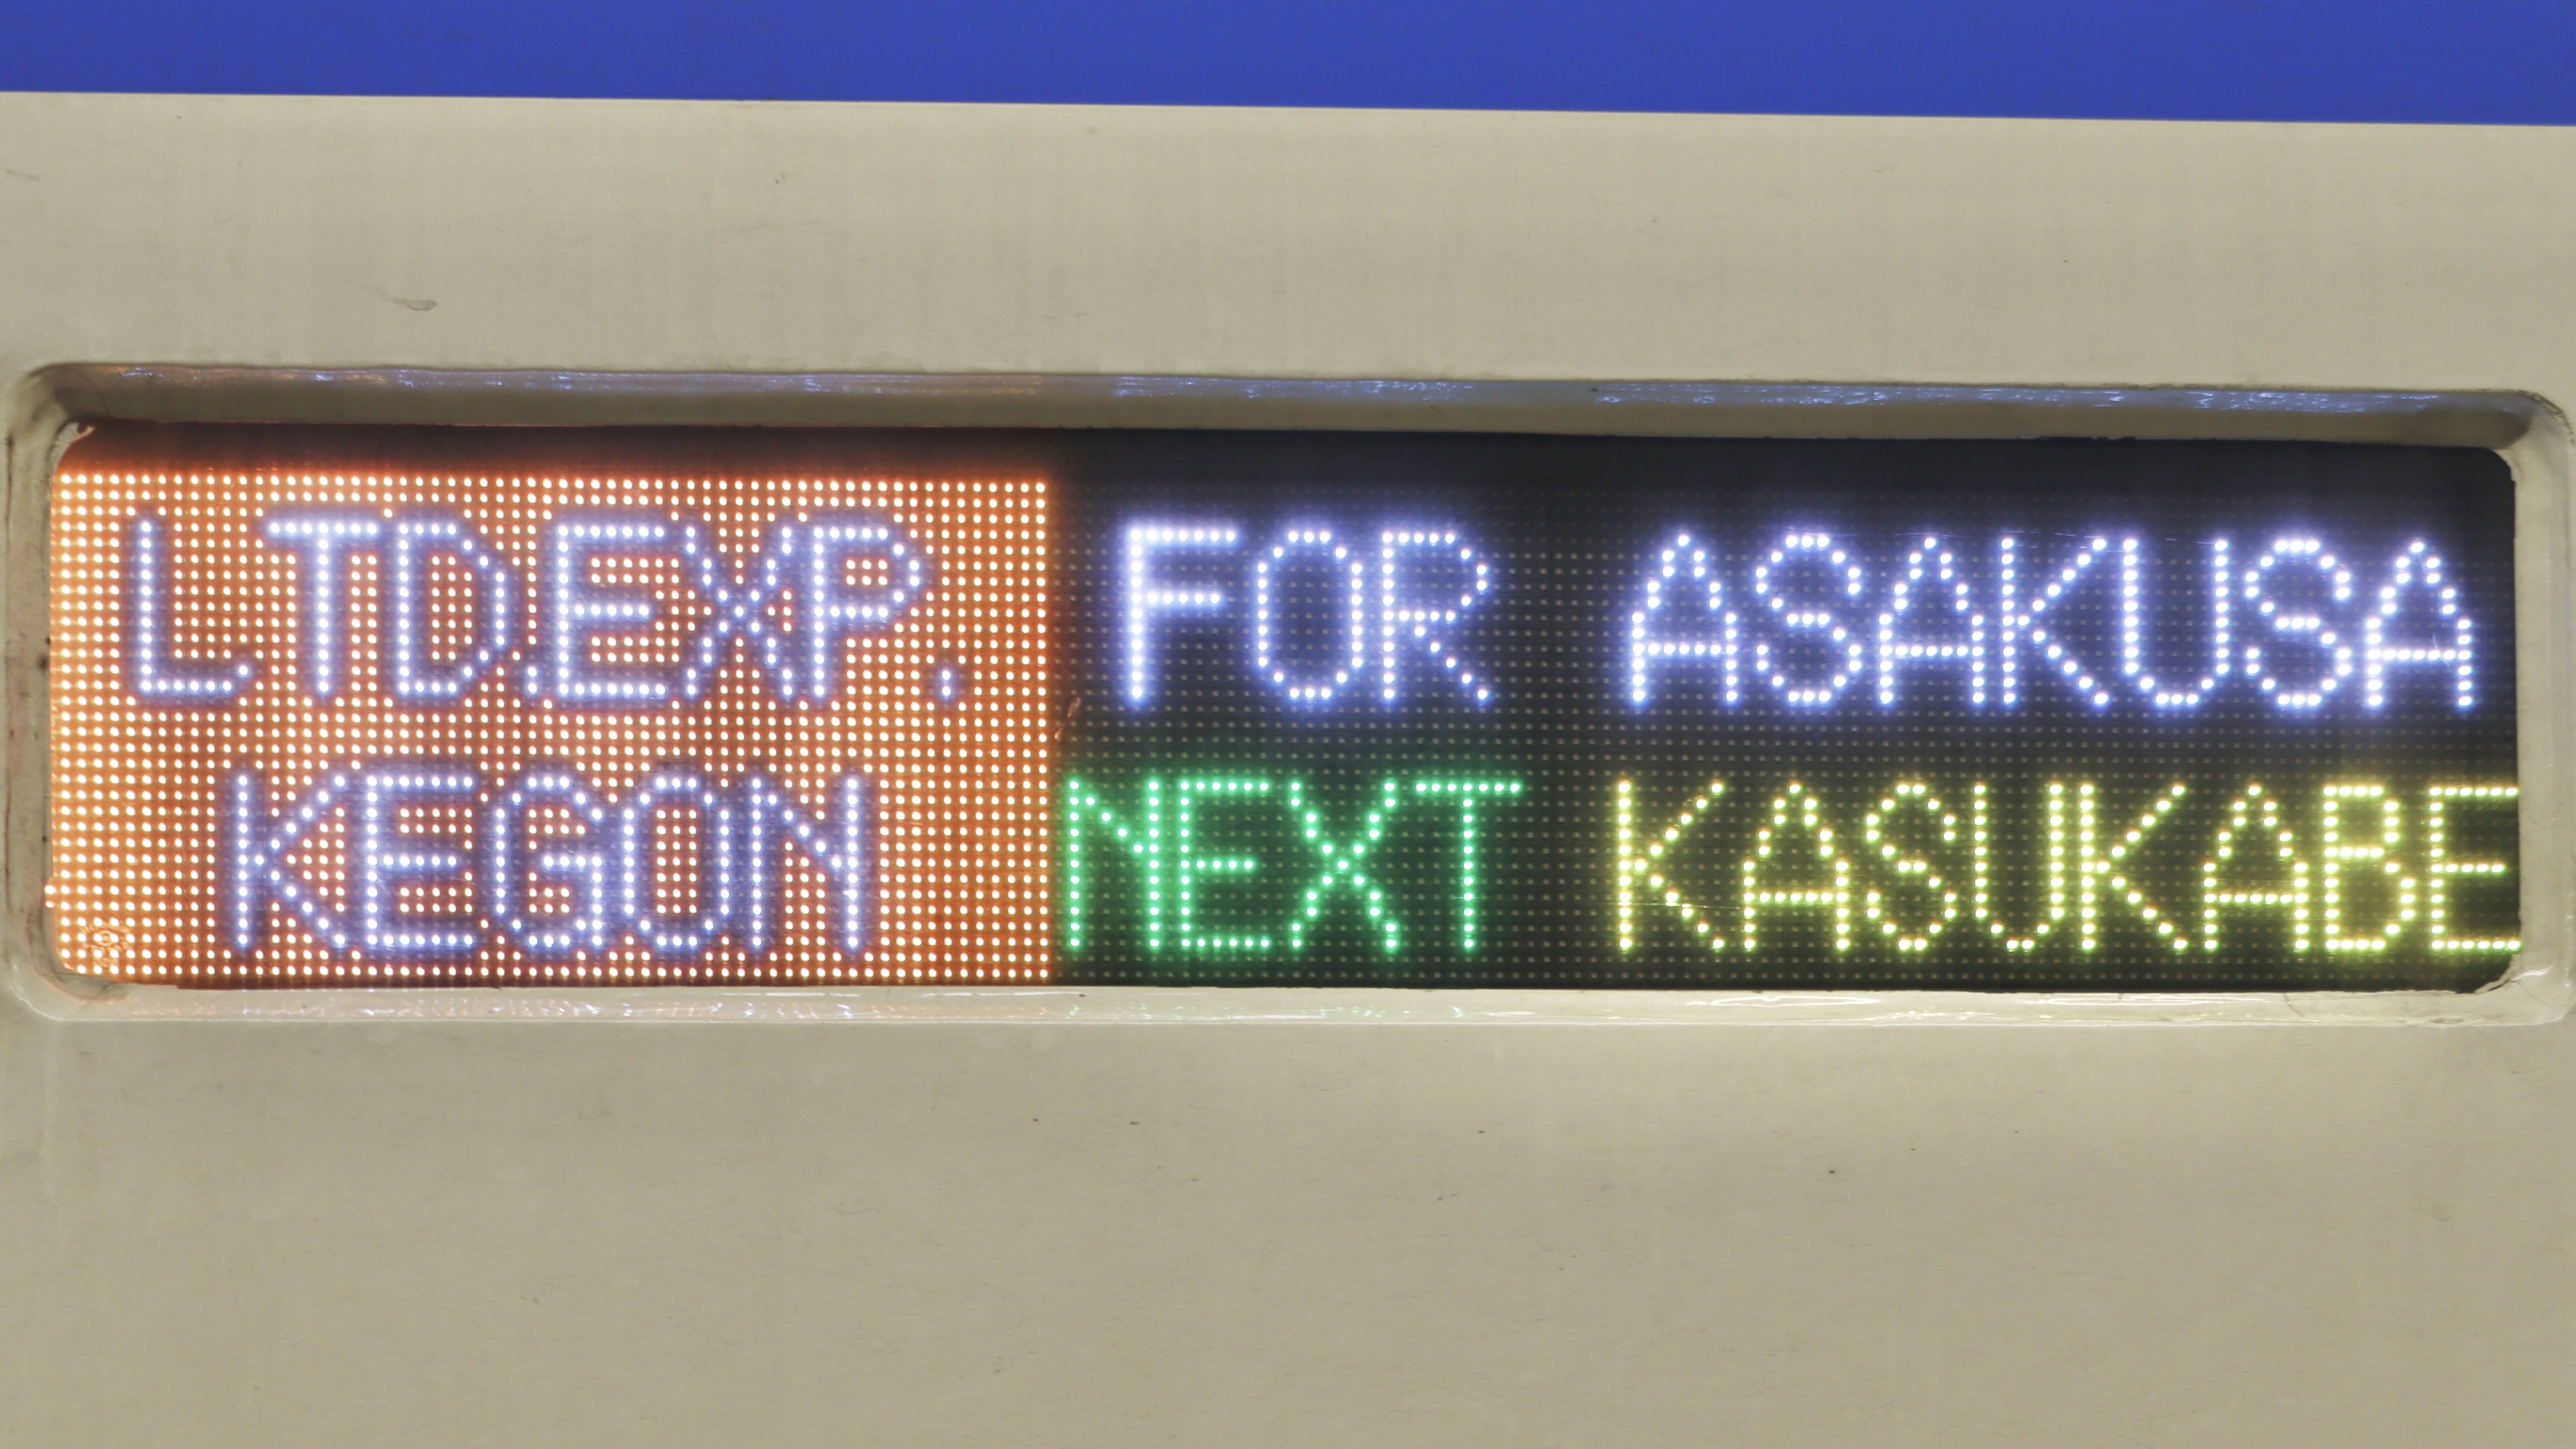 LTD.EXP. FOR ASAKUSA
KEGON NEXT KASUKABE